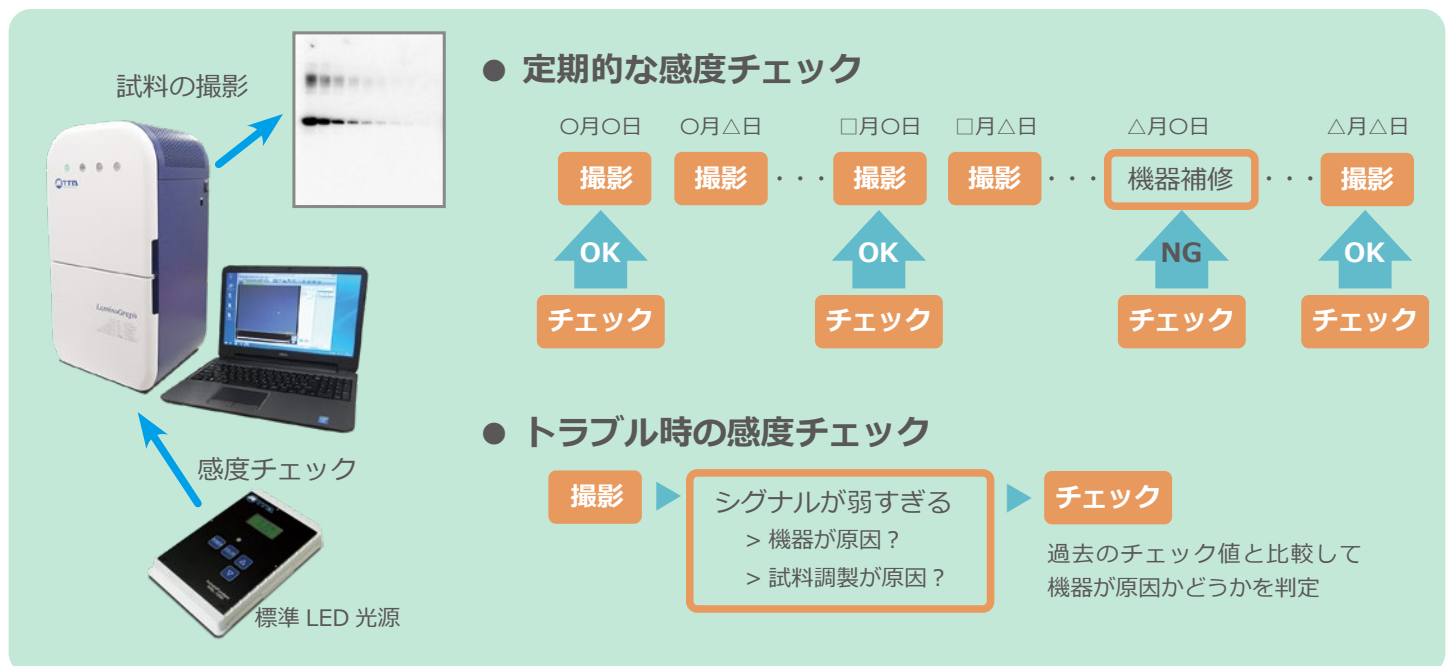 試料の撮影
ATTO
LuminoGraph
感度チェック
標準 LED 光源
● 定期的な感度チェック
〇月〇日 〇月△日 □月〇日 □月△日 △月〇日 △月△日
撮影 撮影 ・・・ 撮影 撮影 ・・・ 機器補修 ・・・ 撮影
OK OK NG OK
チェック チェック チェック チェック
● トラブル時の感度チェック
撮影
シグナルが弱すぎる
> 機器が原因？
> 試料調製が原因？
チェック
過去のチェック値と比較して
機器が原因かどうかを判定